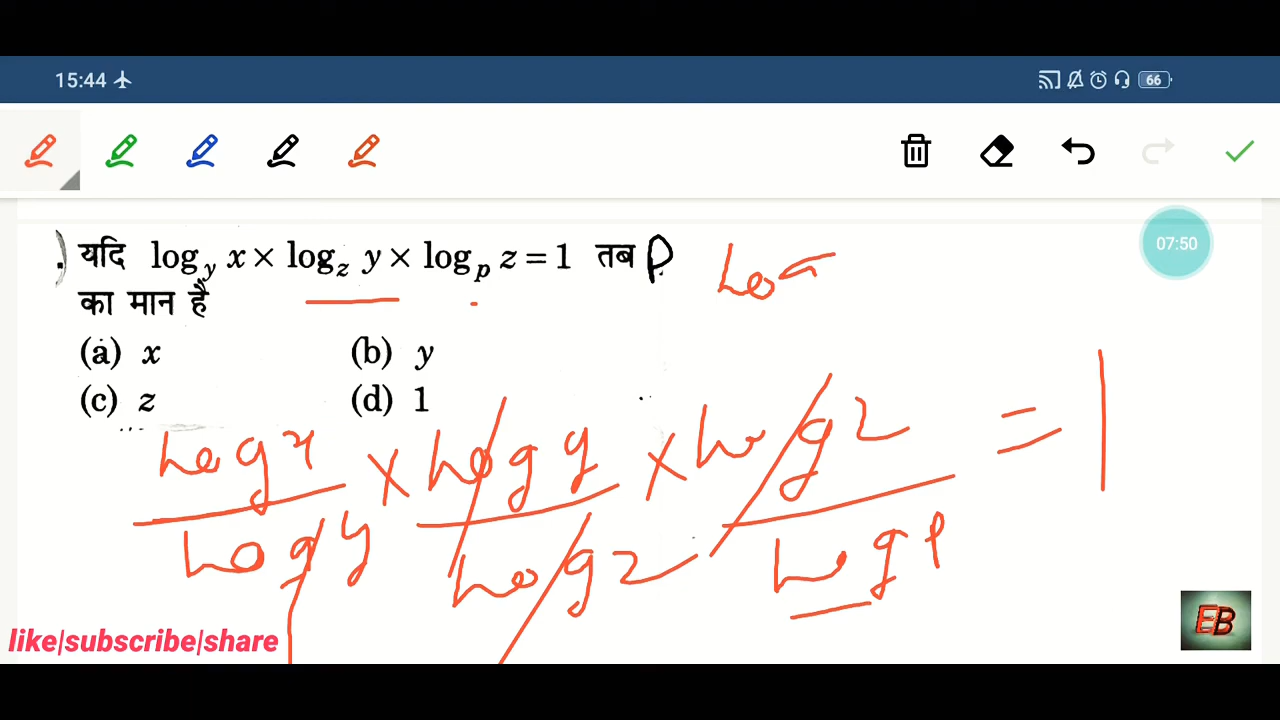 15:44 66
07:50
.) यदि log_y x × log_z y × log_p z = 1 तब P
का मान है
(a) x (b) y
(c) z (d) 1
log x / log y × log y / log z × log z / log p = 1
like|subscribe|share
EB